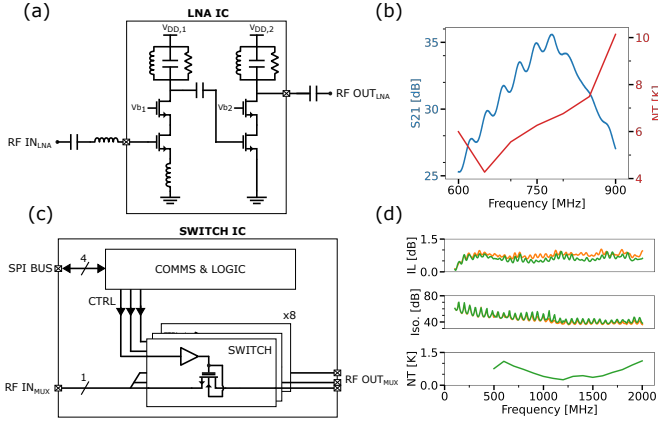 (a)
LNA IC
VDD,1
VDD,2
Vb1
Vb2
RF OUTLNA
RF INLNA
(b)
S21 [dB]
35
30
25
600
750
900
Frequency [MHz]
10
8
6
4
NT [K]
(c)
SWITCH IC
SPI BUS
4
COMMS & LOGIC
CTRL
x8
SWITCH
RF INMUX
1
RF OUTMUX
(d)
IL [dB]
1.5
0.0
Iso. [dB]
80
40
NT [K]
1.5
0.0
0
500
1000
1500
2000
Frequency [MHz]